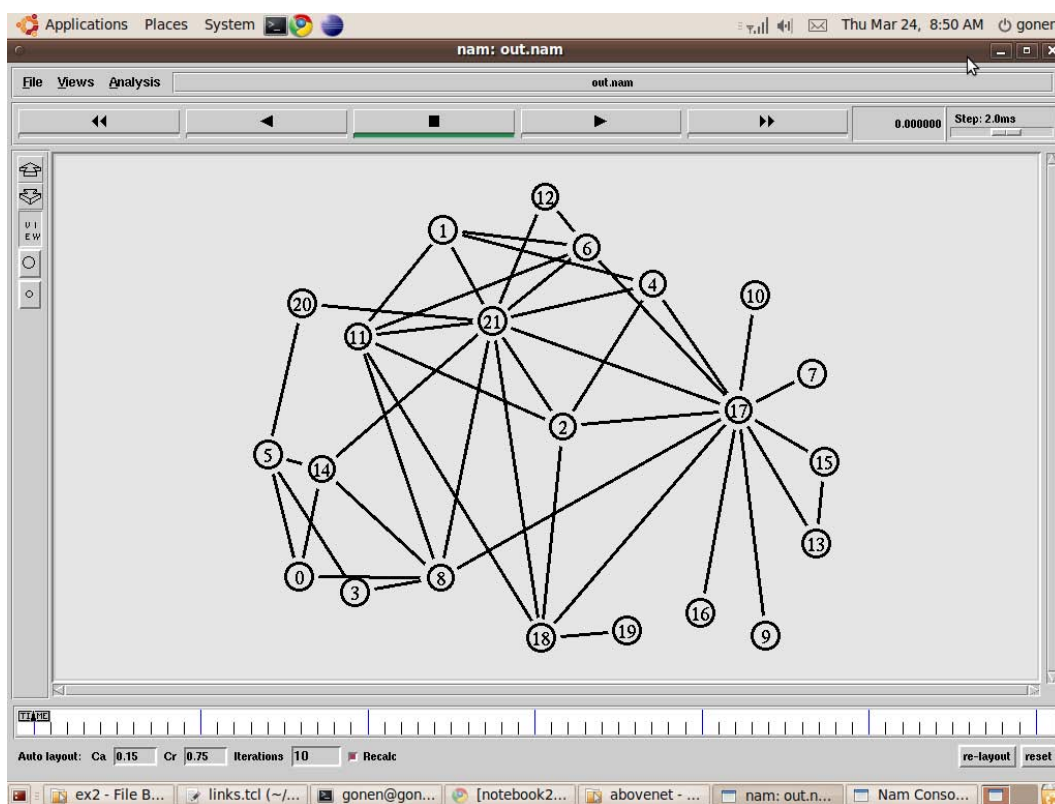 Applications Places System Thu Mar 24, 8:50 AM gonen
nam: out.nam
File Views Analysis out.nam
0.000000 Step: 2.0ms
V I
E W
12
1
6
4
10
20
21
11
7
17
2
5
14
15
13
0
3
8
16
18
19
9
TIME
Auto layout: Ca 0.15 Cr 0.75 Iterations 10 Recalc re-layout reset
ex2 - File B... links.tcl (~/... gonen@gon... [notebook2... abovenet - ... nam: out.n... Nam Conso...